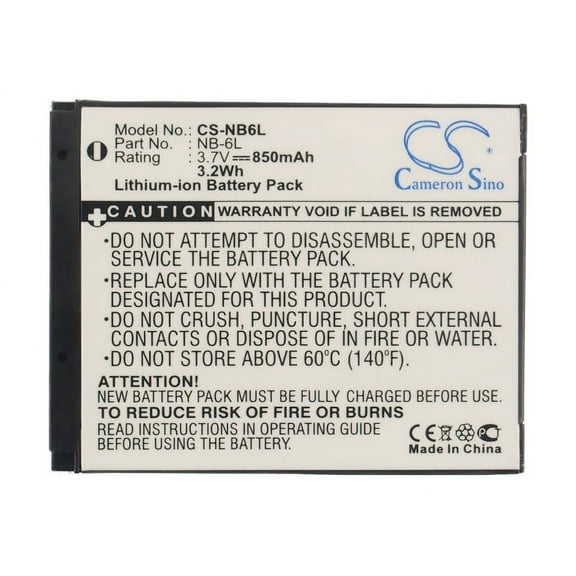 Model No.: CS-NB6L
Part No.: NB-6L
Rating: 3.7V 850mAh
3.2Wh
Lithium-ion Battery Pack
CS
Cameron Sino
CAUTION WARRANTY VOID IF LABEL IS REMOVED
•DO NOT ATTEMPT TO DISASSEMBLE, OPEN OR
SERVICE THE BATTERY PACK.
•REPLACE ONLY WITH THE BATTERY PACK
DESIGNATED FOR THIS PRODUCT.
•DO NOT CRUSH, PUNCTURE, SHORT EXTERNAL
CONTACTS OR DISPOSE OF IN FIRE OR WATER.
•DO NOT STORE ABOVE 60°C (140°F).
ATTENTION!
NEW BATTERY PACK MUST BE FULLY CHARGED BEFORE USE
TO REDUCE RISK OF FIRE OR BURNS
READ INSTRUCTIONS IN OPERATING GUIDE
BEFORE USING THE BATTERY.
CE
Made In China